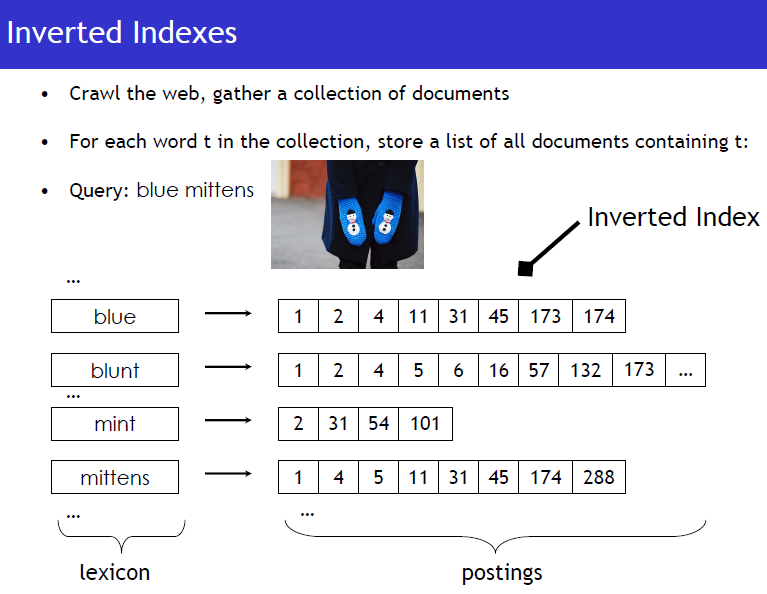 Inverted Indexes
• Crawl the web, gather a collection of documents
• For each word t in the collection, store a list of all documents containing t:
• Query: blue mittens
Inverted Index
...
blue 1 2 4 11 31 45 173 174
blunt 1 2 4 5 6 16 57 132 173 ...
...
mint 2 31 54 101
mittens 1 4 5 11 31 45 174 288
... ...
lexicon postings